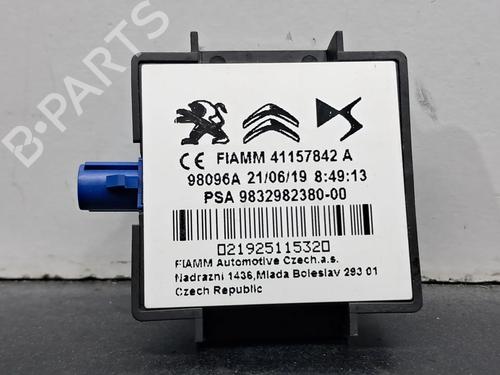 B-PARTS
CE FIAMM 41157842 A
98096A 21/06/19 8:49:13
PSA 9832982380-00
02192511532
FIAMM Automotive Czech.a.s.
Nadrazni 1436,Mlada Boleslav 293 01
Czech Republic